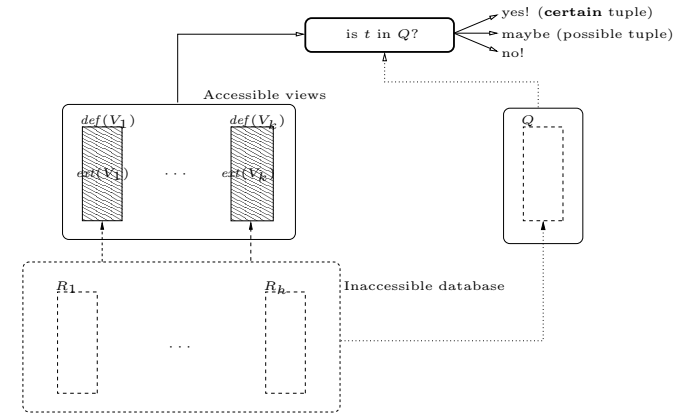 is t in Q?
yes! (certain tuple)
maybe (possible tuple)
no!
Accessible views
def(V1) def(Vk) Q
ext(V1) ... ext(Vk)
R1 Rh Inaccessible database
...